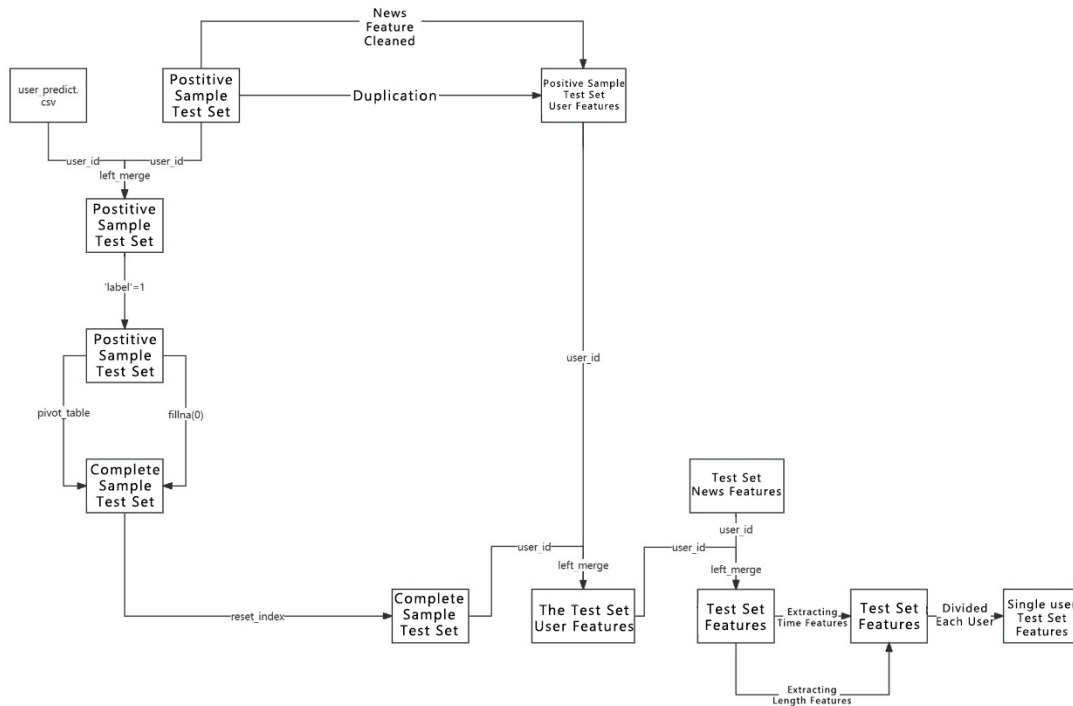 News
Feature
Cleaned
user_predict.
csv
Postitive
Sample
Test Set
Duplication
Positive Sample
Test Set
User Features
user_id
user_id
left_merge
Postitive
Sample
Test Set
'label'=1
Postitive
Sample
Test Set
user_id
pivot_table
fillna(0)
Complete
Sample
Test Set
Test Set
News Features
user_id
user_id
left_merge
user_id
left_merge
reset_index
Complete
Sample
Test Set
The Test Set
User Features
Test Set
Features
Extracting
Time Features
Test Set
Features
Divided
Each User
Single user
Test Set
Features
Extracting
Length Features